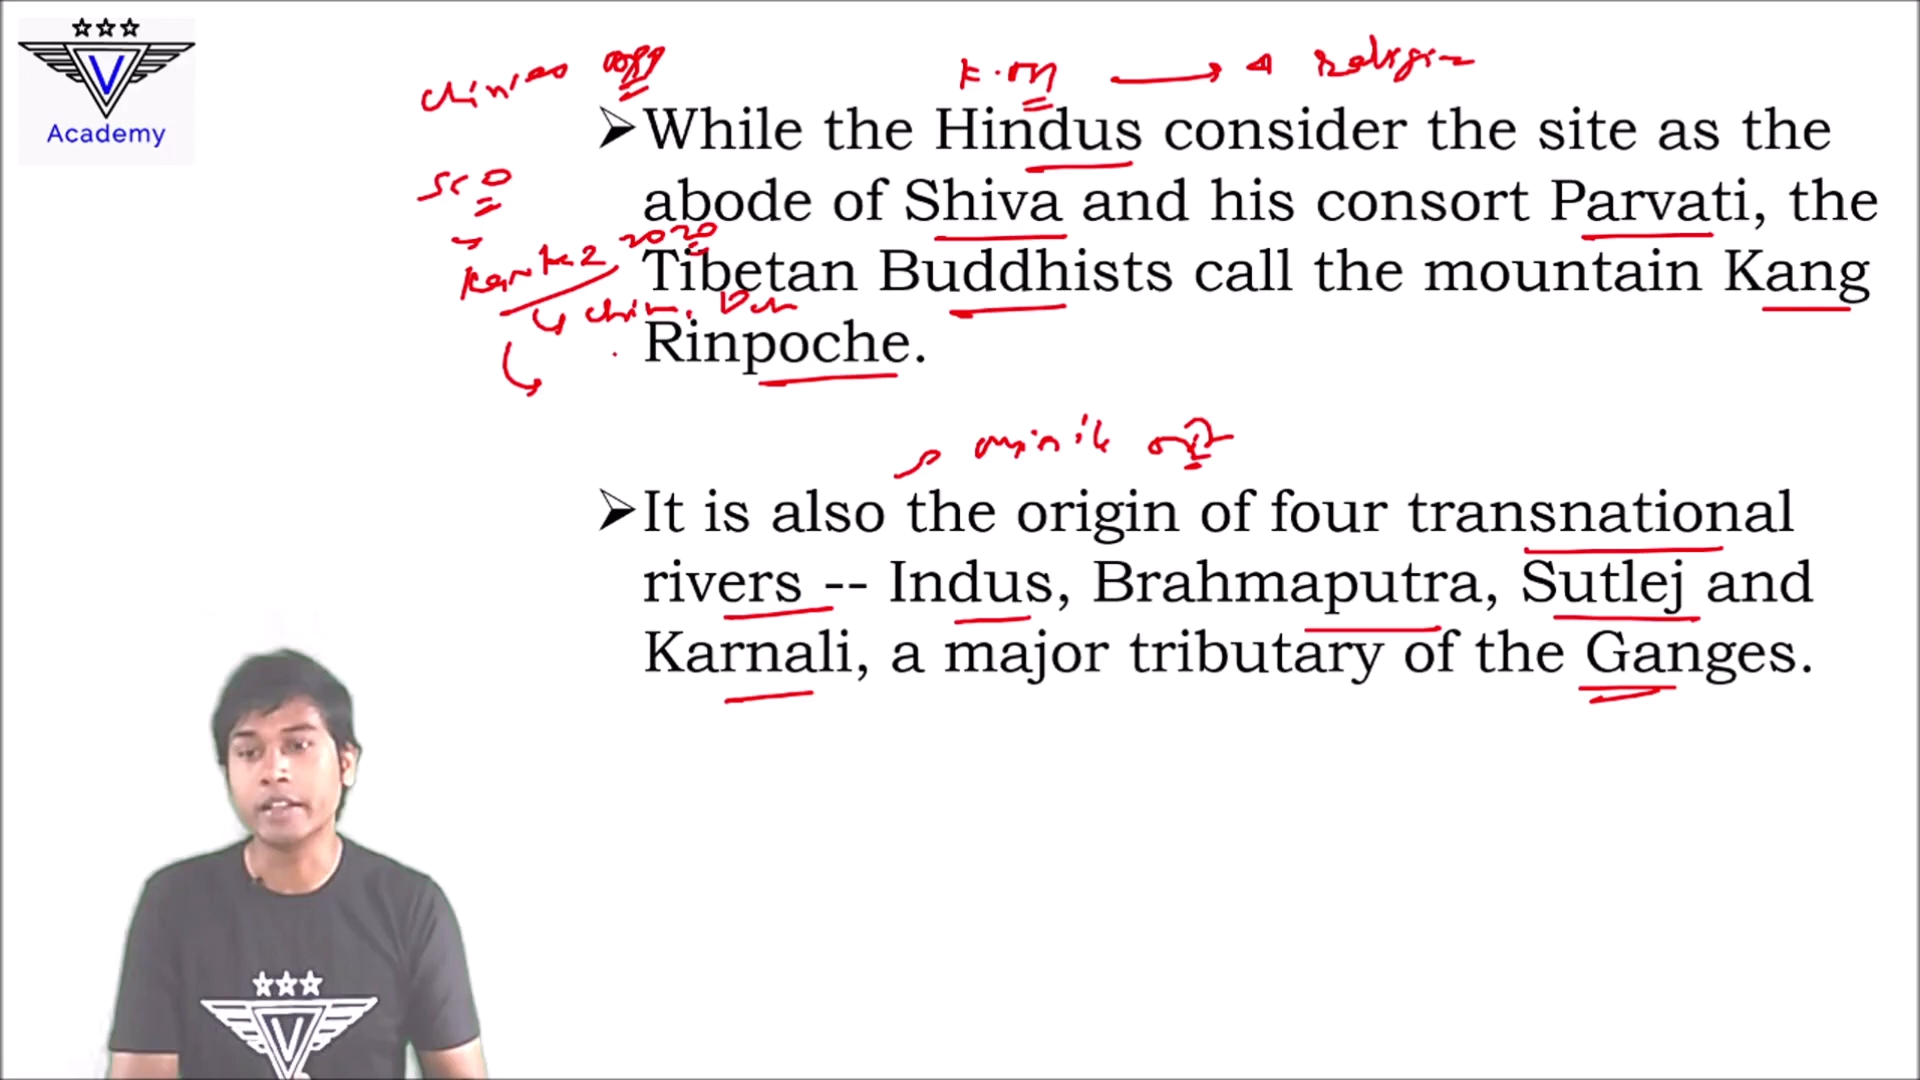 V
Academy
➢While the Hindus consider the site as the
abode of Shiva and his consort Parvati, the
Tibetan Buddhists call the mountain Kang
Rinpoche.
➢It is also the origin of four transnational
rivers -- Indus, Brahmaputra, Sutlej and
Karnali, a major tributary of the Ganges.
SCO
2020
V